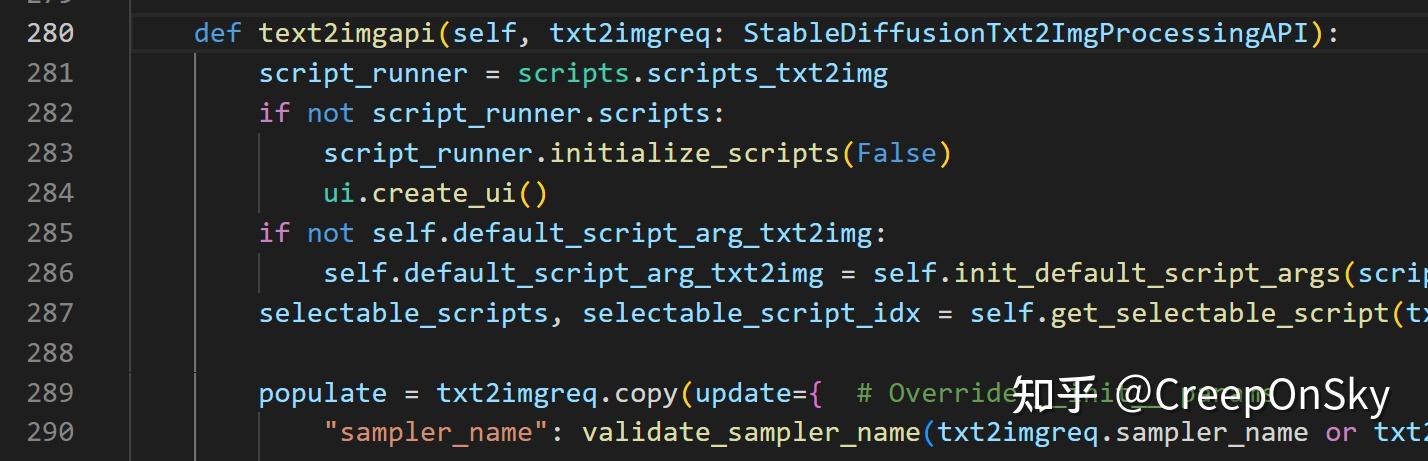 280 def text2imgapi(self, txt2imgreq: StableDiffusionTxt2ImgProcessingAPI):
281 script_runner = scripts.scripts_txt2img
282 if not script_runner.scripts:
283 script_runner.initialize_scripts(False)
284 ui.create_ui()
285 if not self.default_script_arg_txt2img:
286 self.default_script_arg_txt2img = self.init_default_script_args(scrip
287 selectable_scripts, selectable_script_idx = self.get_selectable_script(tx
288
289 populate = txt2imgreq.copy(update={ # Override
知乎 @CreepOnSky
290 "sampler_name": validate_sampler_name(txt2imgreq.sampler_name or txt2